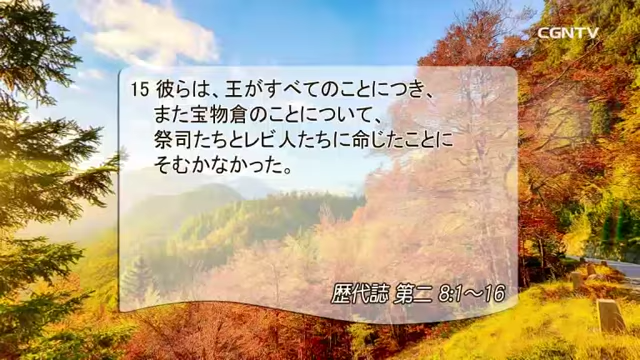 CGNTV
15 彼らは、王がすべてのことにつき、
また宝物倉のことについて、
祭司たちとレビ人たちに命じたことに
そむかなかった。
歴代誌 第二 8:1～16